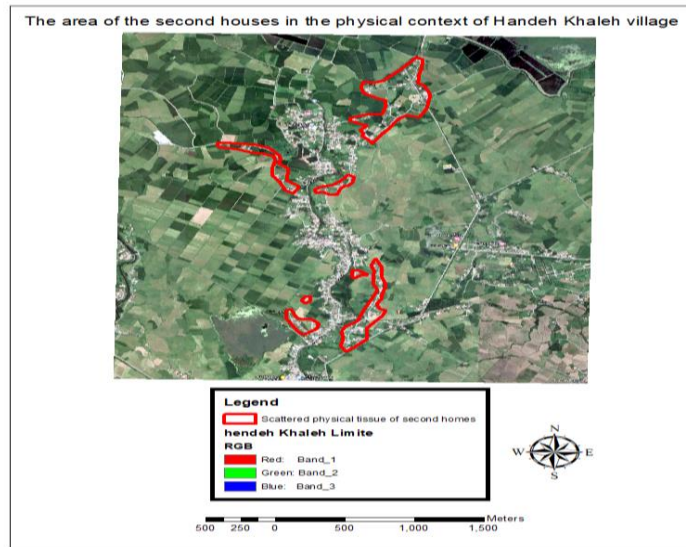 The area of the second houses in the physical context of Handeh Khaleh village
Legend
Scattered physical tissue of second homes
hendeh Khaleh Limite
RGB
Red: Band_1
Green: Band_2
Blue: Band_3
N
W E
S
Meters
500 250 0 500 1,000 1,500